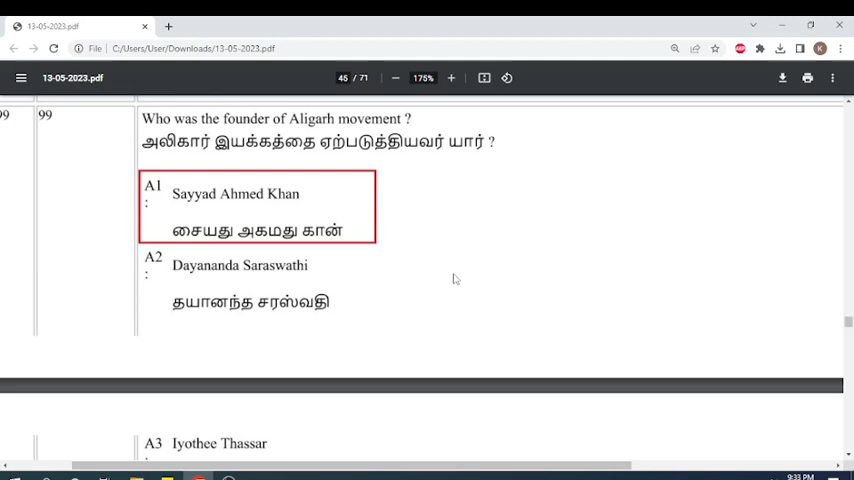 13-05-2023.pdf
File
C:/Users/User/Downloads/13-05-2023.pdf
ABP
K
13-05-2023.pdf
45 / 71
175%
99
99
Who was the founder of Aligarh movement ?
அலிகார் இயக்கத்தை ஏற்படுத்தியவர் யார் ?
A1
:
Sayyad Ahmed Khan
சையது அகமது கான்
A2
:
Dayananda Saraswathi
தயானந்த சரஸ்வதி
A3
Iyothee Thassar
9:33 PM